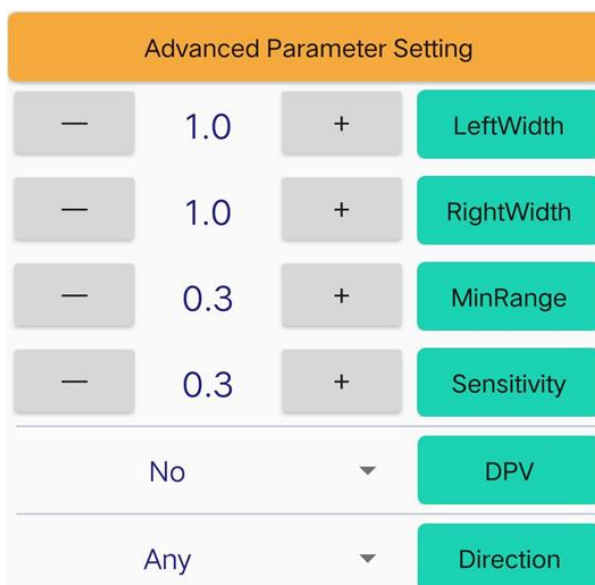 Advanced Parameter Setting
— 1.0 + LeftWidth
— 1.0 + RightWidth
— 0.3 + MinRange
— 0.3 + Sensitivity
No DPV
Any Direction